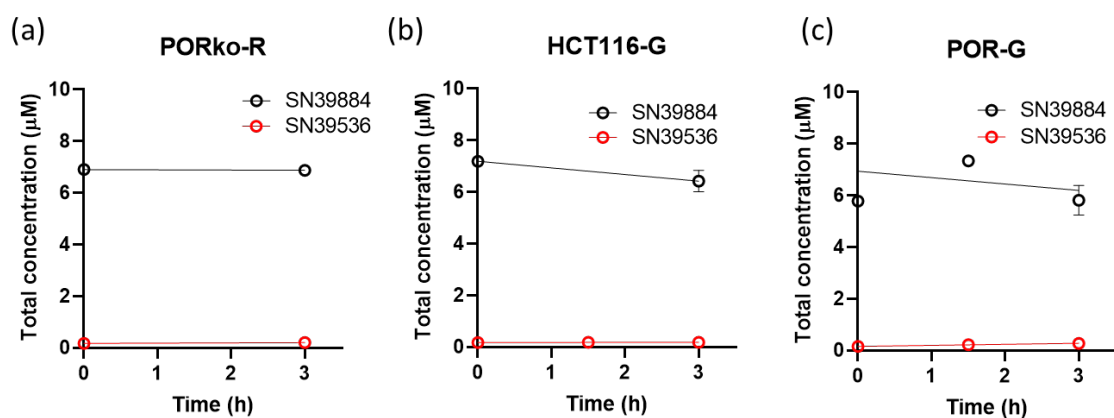 (a)
PORko-R
Total concentration (µM)
10
8
6
4
2
0
0
1
2
3
Time (h)
SN39884
SN39536
(b)
HCT116-G
Total concentration (µM)
10
8
6
4
2
0
0
1
2
3
Time (h)
SN39884
SN39536
(c)
POR-G
Total concentration (µM)
10
8
6
4
2
0
0
1
2
3
Time (h)
SN39884
SN39536